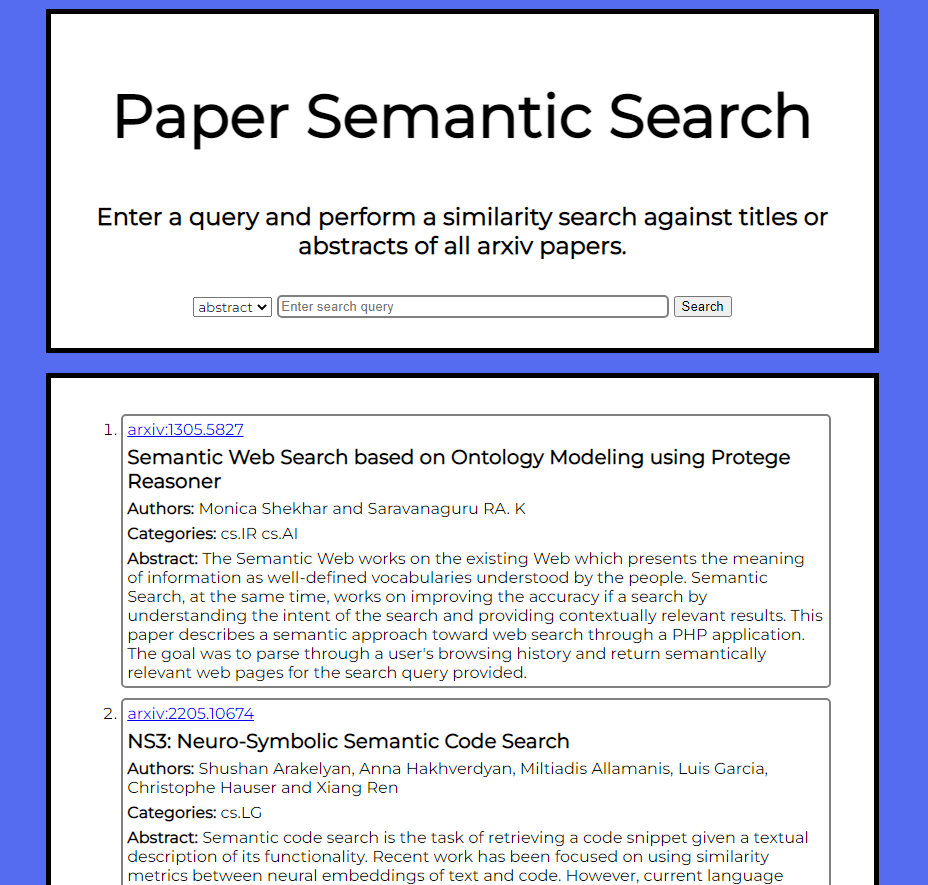 Paper Semantic Search
Enter a query and perform a similarity search against titles or
abstracts of all arxiv papers.
abstract Enter search query Search
1. arxiv:1305.5827
Semantic Web Search based on Ontology Modeling using Protege
Reasoner
Authors: Monica Shekhar and Saravanaguru RA. K
Categories: cs.IR cs.AI
Abstract: The Semantic Web works on the existing Web which presents the meaning
of information as well-defined vocabularies understood by the people. Semantic
Search, at the same time, works on improving the accuracy if a search by
understanding the intent of the search and providing contextually relevant results. This
paper describes a semantic approach toward web search through a PHP application.
The goal was to parse through a user's browsing history and return semantically
relevant web pages for the search query provided.
2. arxiv:2205.10674
NS3: Neuro-Symbolic Semantic Code Search
Authors: Shushan Arakelyan, Anna Hakhverdyan, Miltiadis Allamanis, Luis Garcia,
Christophe Hauser and Xiang Ren
Categories: cs.LG
Abstract: Semantic code search is the task of retrieving a code snippet given a textual
description of its functionality. Recent work has been focused on using similarity
metrics between neural embeddings of text and code. However, current language